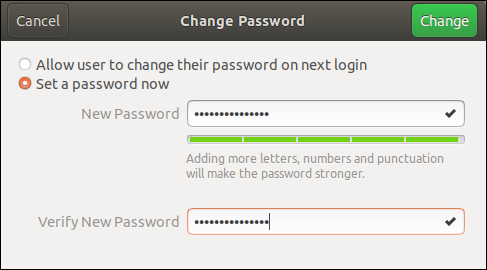 Cancel Change Password Change
Allow user to change their password on next login
Set a password now
New Password •••••••••••••••
Adding more letters, numbers and punctuation
will make the password stronger.
Verify New Password •••••••••••••••